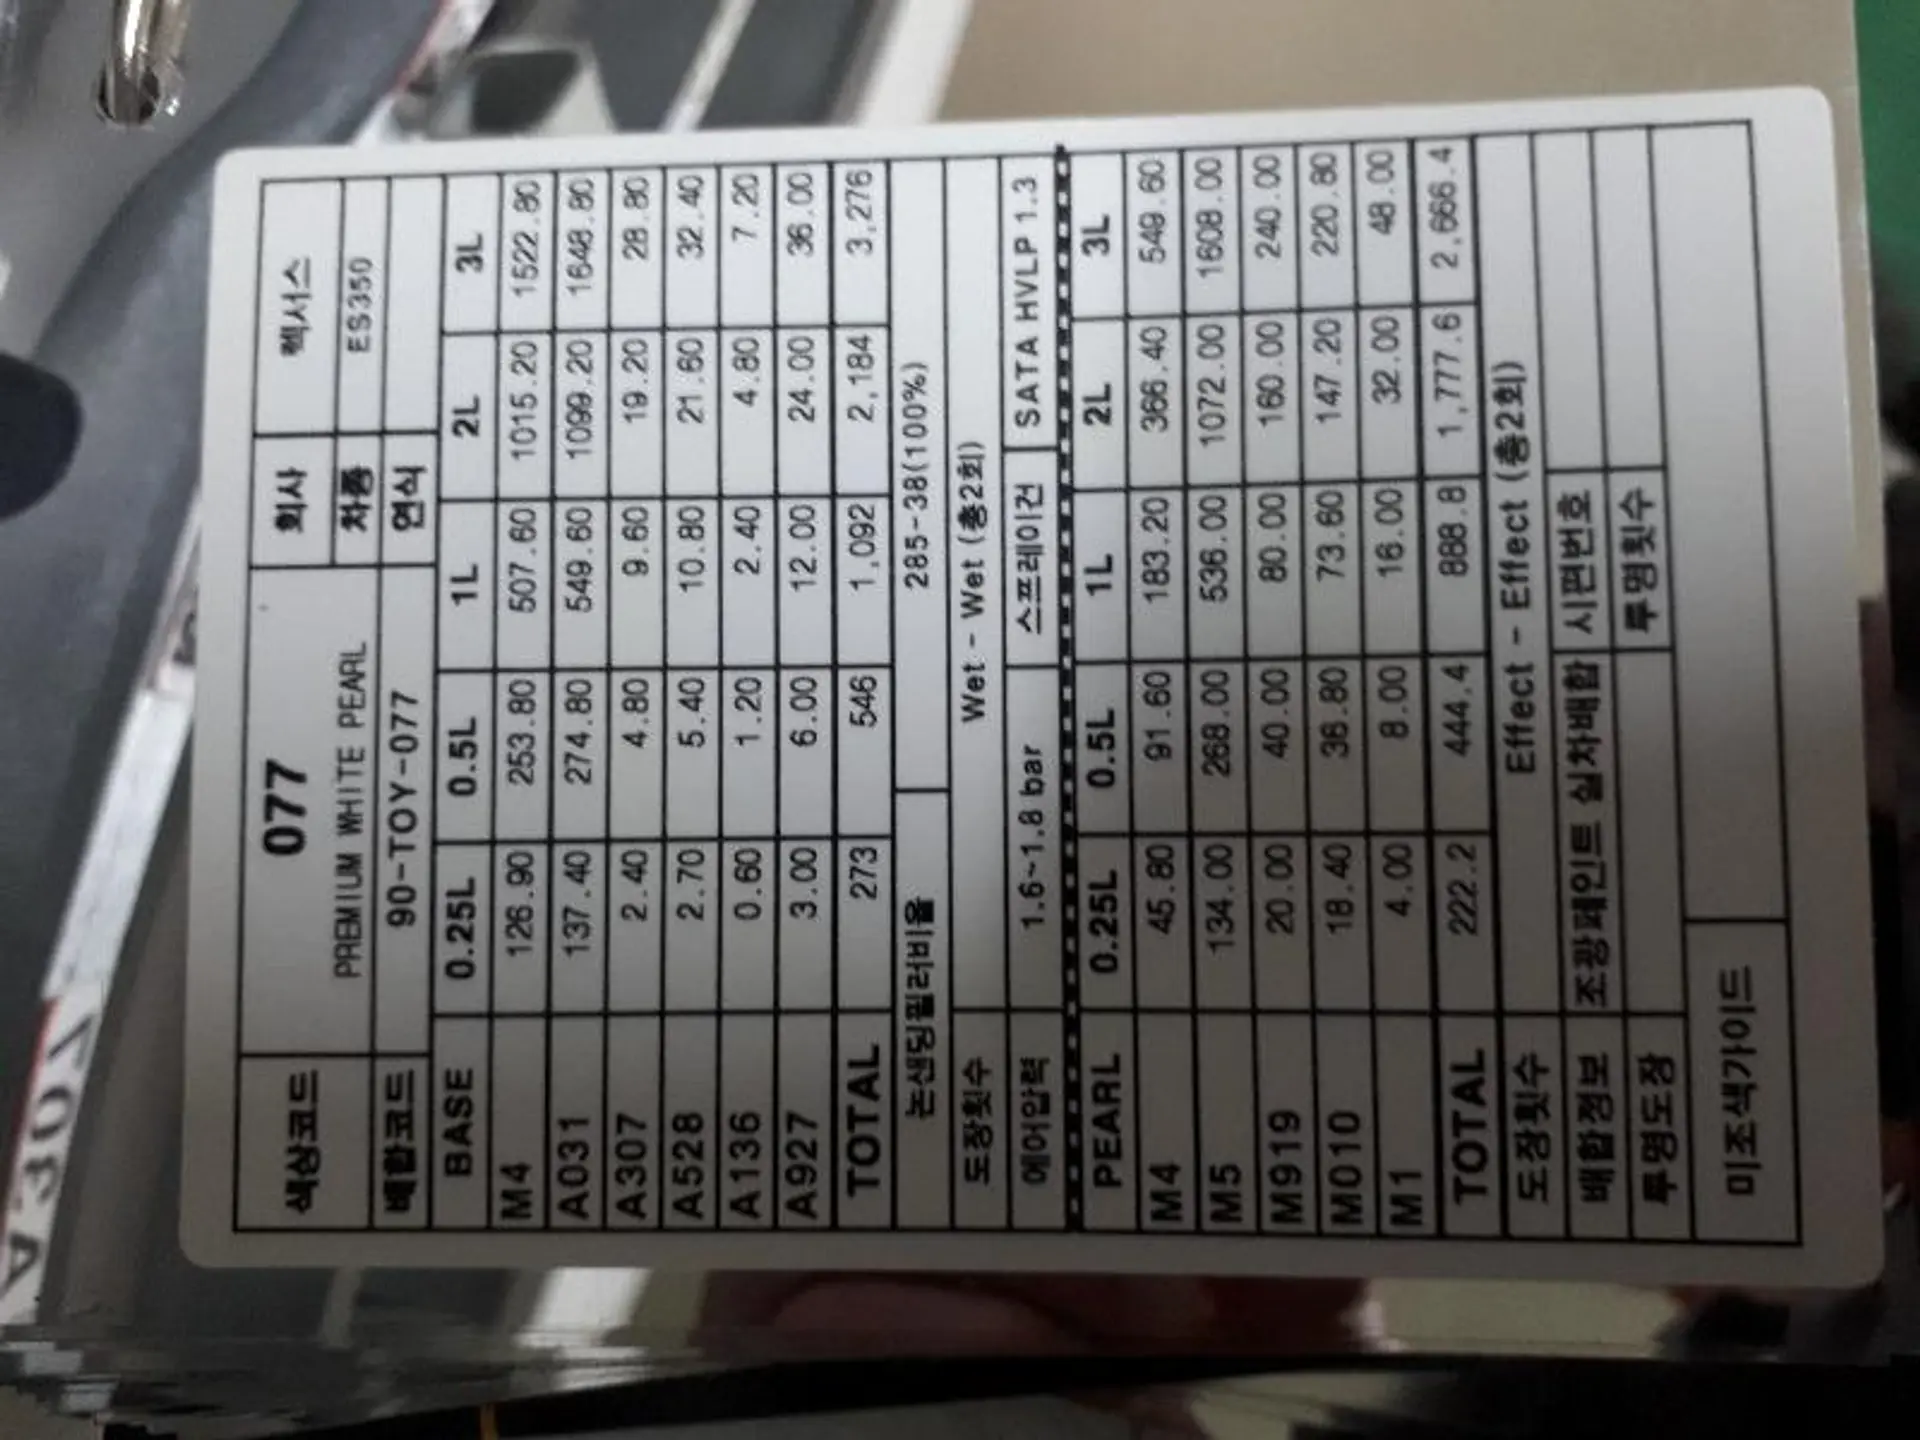 색상코드 077 회사 렉서스
PREMIUM WHITE PEARL 차종 ES350
배합코드 90-TOY-077 연식
BASE 0.25L 0.5L 1L 2L 3L
M4 126.90 253.80 507.60 1015.20 1522.80
A031 137.40 274.80 549.60 1099.20 1648.80
A307 2.40 4.80 9.60 19.20 28.80
A528 2.70 5.40 10.80 21.60 32.40
A136 0.60 1.20 2.40 4.80 7.20
A927 3.00 6.00 12.00 24.00 36.00
TOTAL 273 546 1,092 2,184 3,276
논샌딩필러비율 285-38(100%)
도장횟수 Wet - Wet (총2회)
에어압력 1.6~1.8 bar 스프레이건 SATA HVLP 1.3
PEARL 0.25L 0.5L 1L 2L 3L
M4 45.80 91.60 183.20 366.40 549.60
M5 134.00 268.00 536.00 1072.00 1608.00
M919 20.00 40.00 80.00 160.00 240.00
M010 18.40 36.80 73.60 147.20 220.80
M1 4.00 8.00 16.00 32.00 48.00
TOTAL 222.2 444.4 888.8 1,777.6 2,666.4
도장횟수 Effect - Effect (총2회)
배합정보 조광페인트 실차배합 시편번호
투명도장 투명횟수
미조색가이드